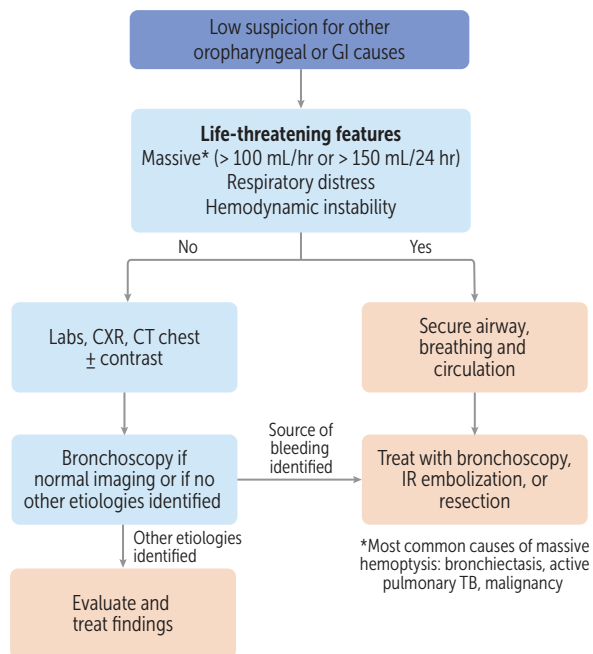 Low suspicion for other
oropharyngeal or GI causes
Life-threatening features
Massive* (> 100 mL/hr or > 150 mL/24 hr)
Respiratory distress
Hemodynamic instability
No
Yes
Labs, CXR, CT chest
± contrast
Secure airway,
breathing and
circulation
Bronchoscopy if
normal imaging or if no
other etiologies identified
Source of
bleeding
identified
Treat with bronchoscopy,
IR embolization, or
resection
Other etiologies
identified
*Most common causes of massive
hemoptysis: bronchiectasis, active
pulmonary TB, malignancy
Evaluate and
treat findings